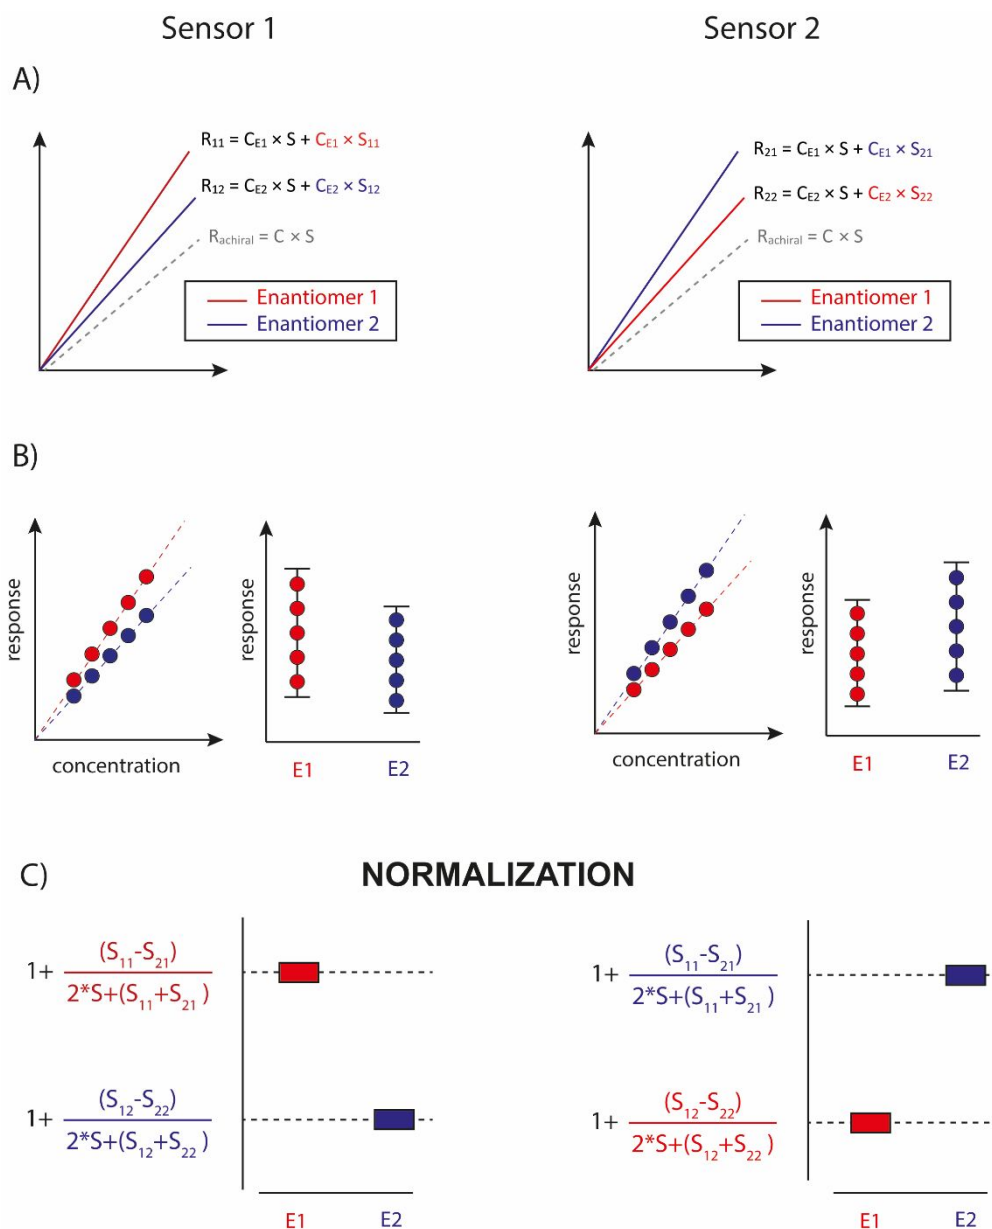 Sensor 1
Sensor 2
A)
R11 = CE1 × S + CE1 × S11
R12 = CE2 × S + CE2 × S12
Rachiral = C × S
Enantiomer 1
Enantiomer 2
R21 = CE1 × S + CE1 × S21
R22 = CE2 × S + CE2 × S22
Rachiral = C × S
Enantiomer 1
Enantiomer 2
B)
response
concentration
response
E1 E2
response
concentration
response
E1 E2
C)
NORMALIZATION
1+ (S11-S21)
2*S+(S11+S21 )
1+ (S12-S22)
2*S+(S12+S22 )
E1 E2
1+ (S11-S21)
2*S+(S11+S21 )
1+ (S12-S22)
2*S+(S12+S22 )
E1 E2